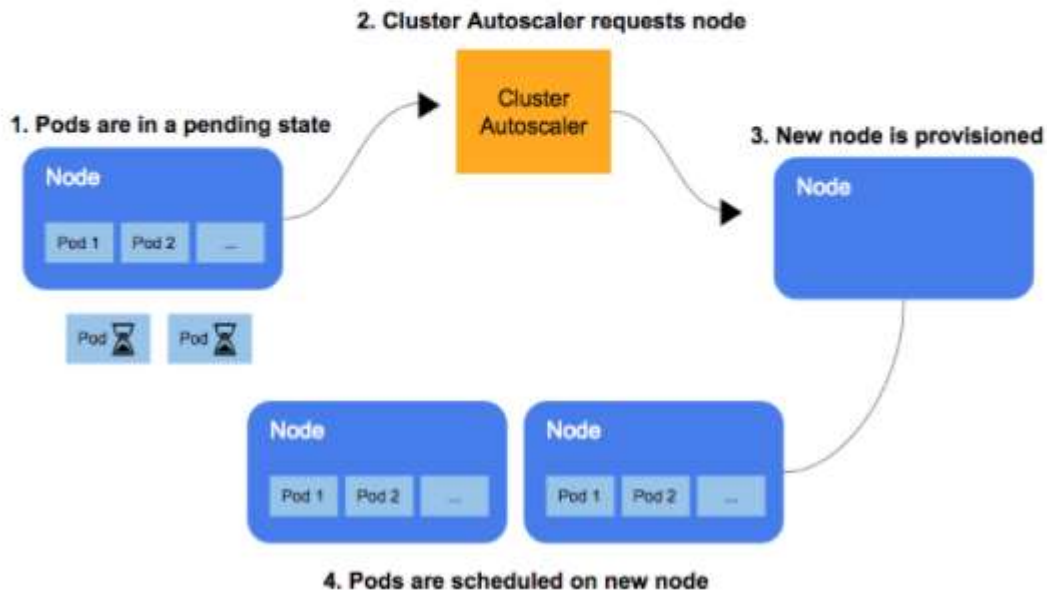 2. Cluster Autoscaler requests node
Cluster
Autoscaler
1. Pods are in a pending state
Node
Pod 1 Pod 2 ...
Pod Pod
3. New node is provisioned
Node
Node
Pod 1 Pod 2 ...
Node
Pod 1 Pod 2 ...
4. Pods are scheduled on new node